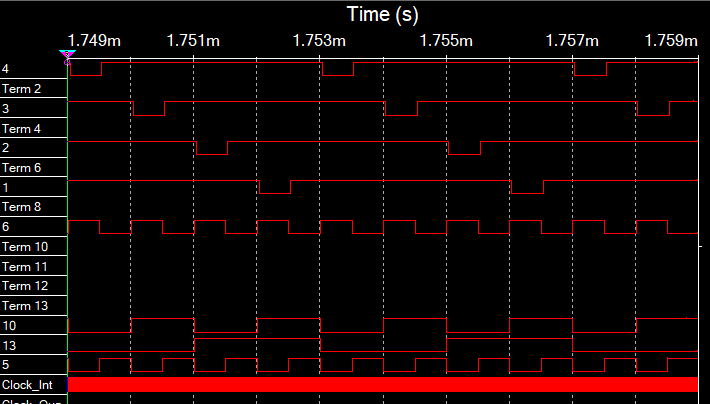 Time (s)
1.749m 1.751m 1.753m 1.755m 1.757m 1.759m
4
Term 2
3
Term 4
2
Term 6
1
Term 8
6
Term 10
Term 11
Term 12
Term 13
10
13
5
Clock_Int